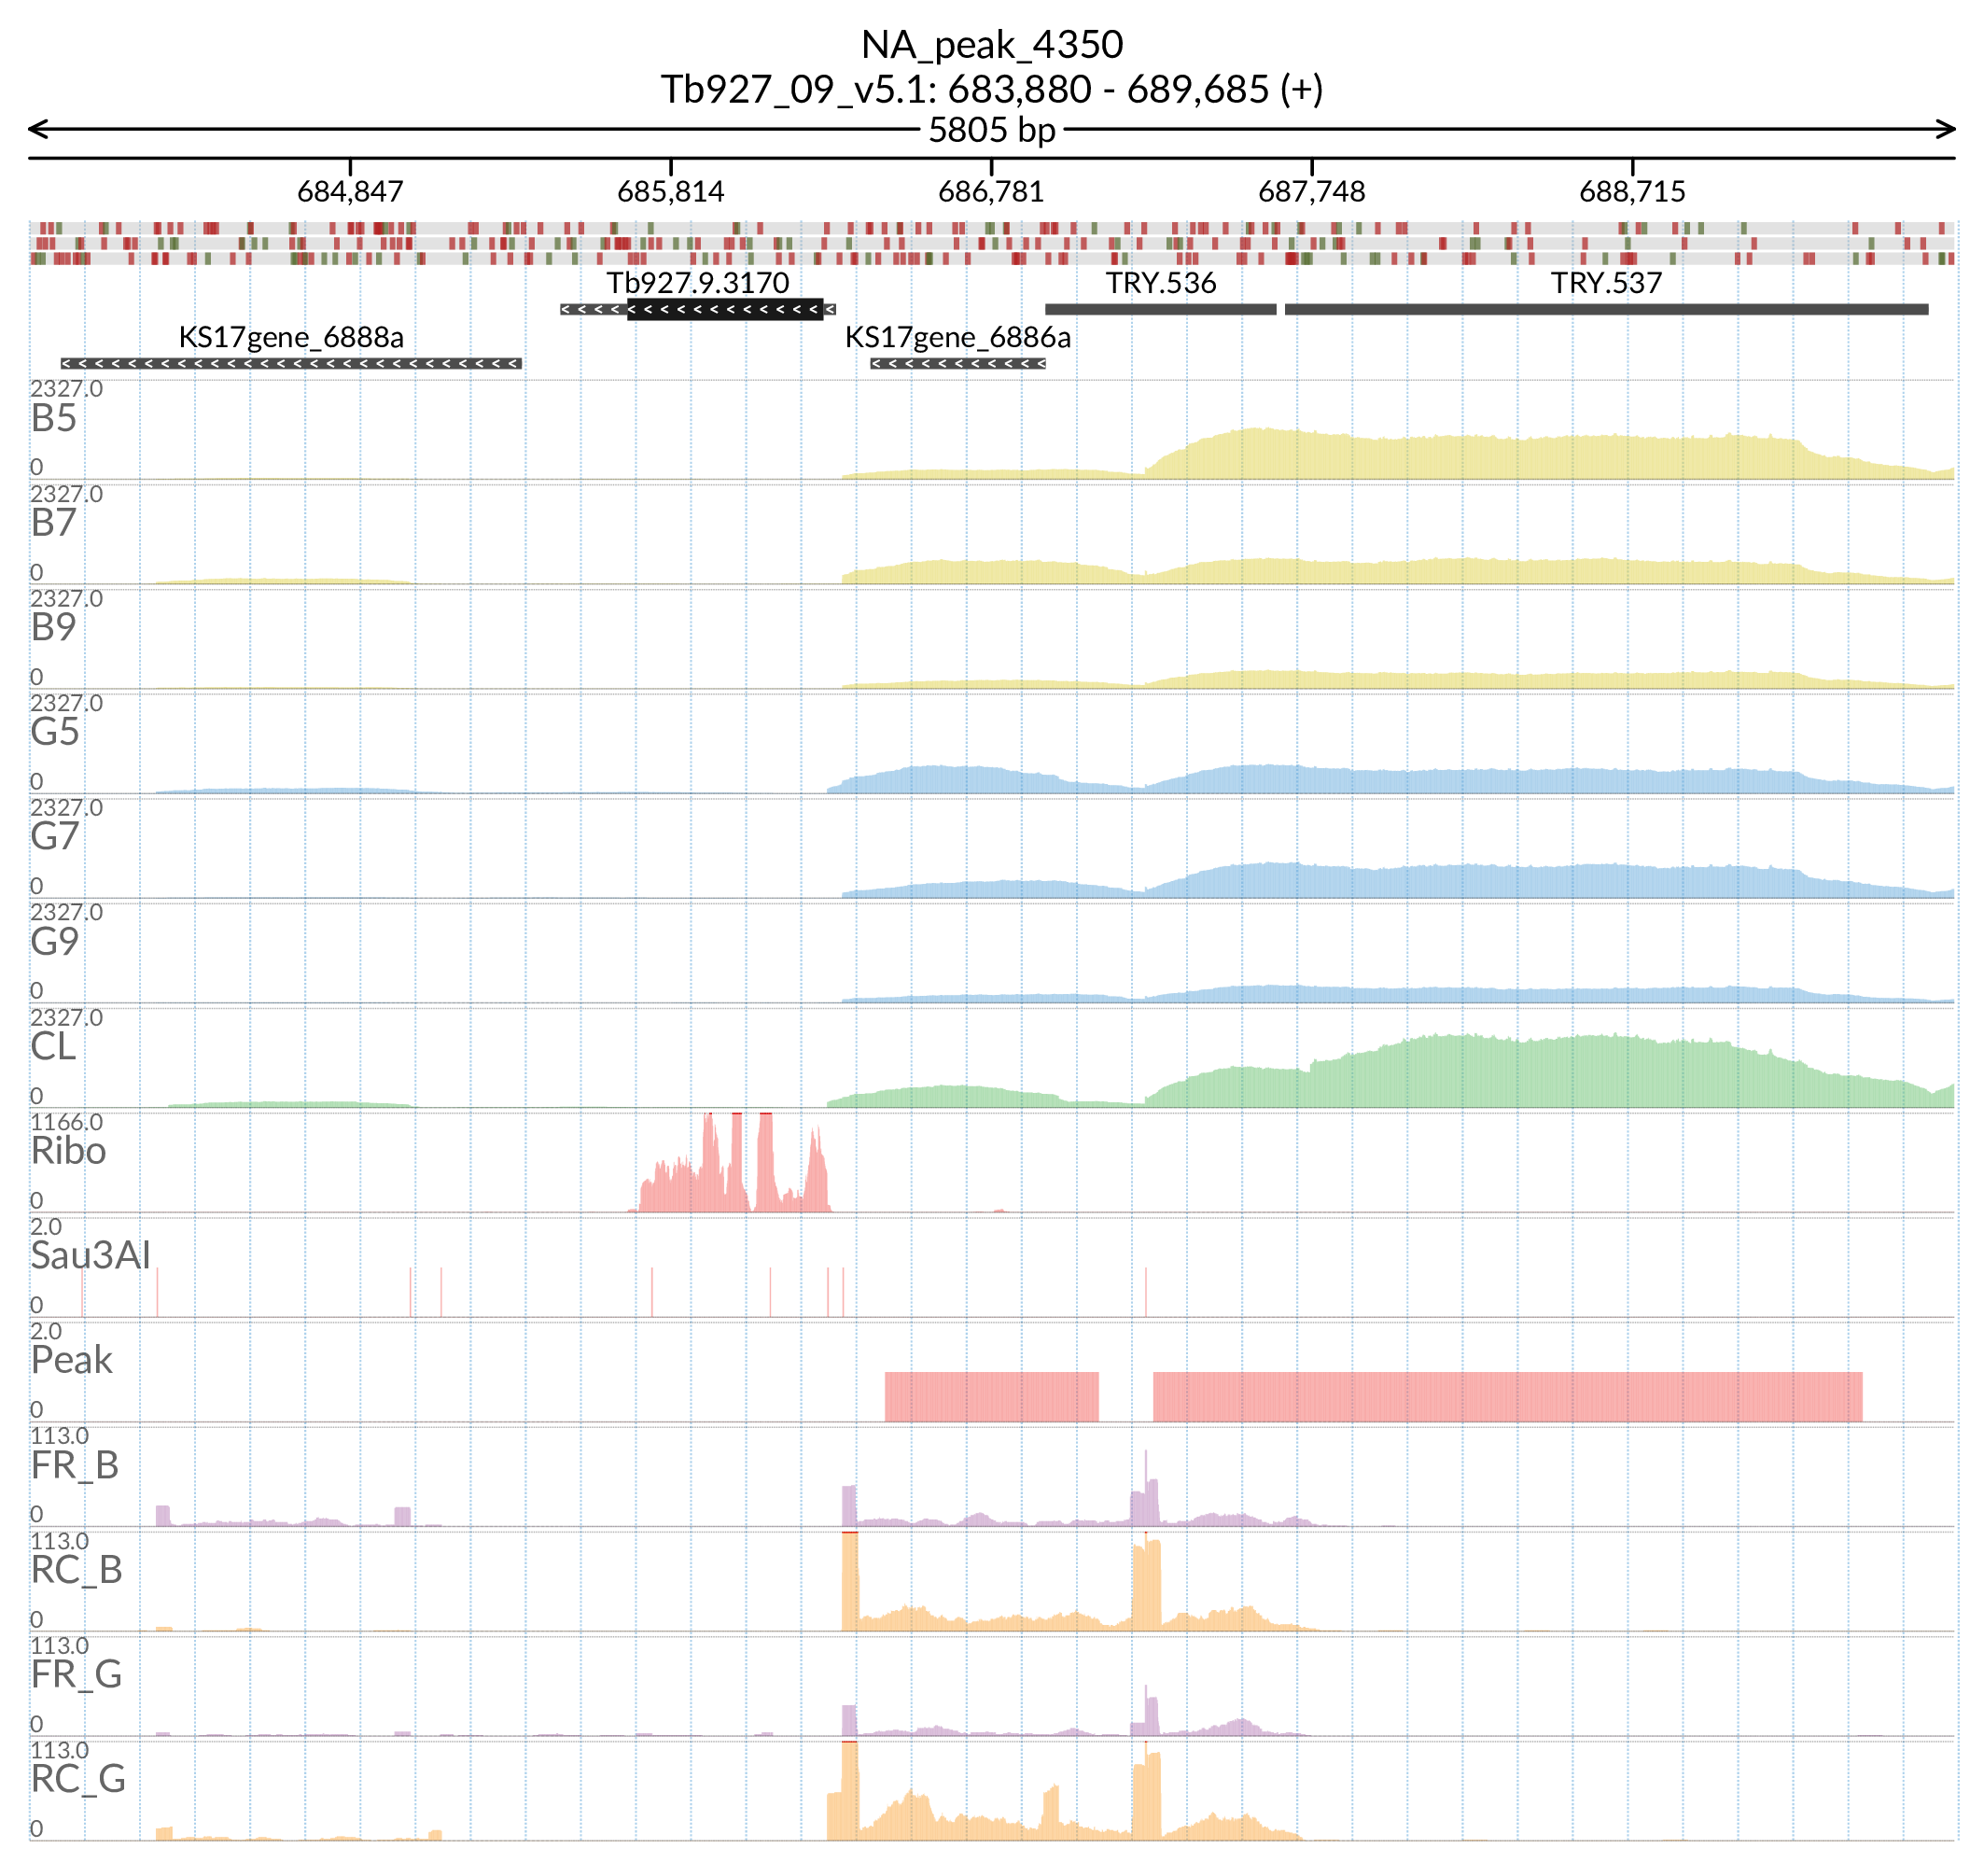 NA_peak_4350
Tb927_09_v5.1: 683,880 - 689,685 (+)
5805 bp
684,847 685,814 686,781 687,748 688,715
Tb927.9.3170 TRY.536 TRY.537
KS17gene_6888a KS17gene_6886a
2327.0
B5
0
2327.0
B7
0
2327.0
B9
0
2327.0
G5
0
2327.0
G7
0
2327.0
G9
0
2327.0
CL
0
1166.0
Ribo
0
2.0
Sau3AI
0
2.0
Peak
0
113.0
FR_B
0
113.0
RC_B
0
113.0
FR_G
0
113.0
RC_G
0